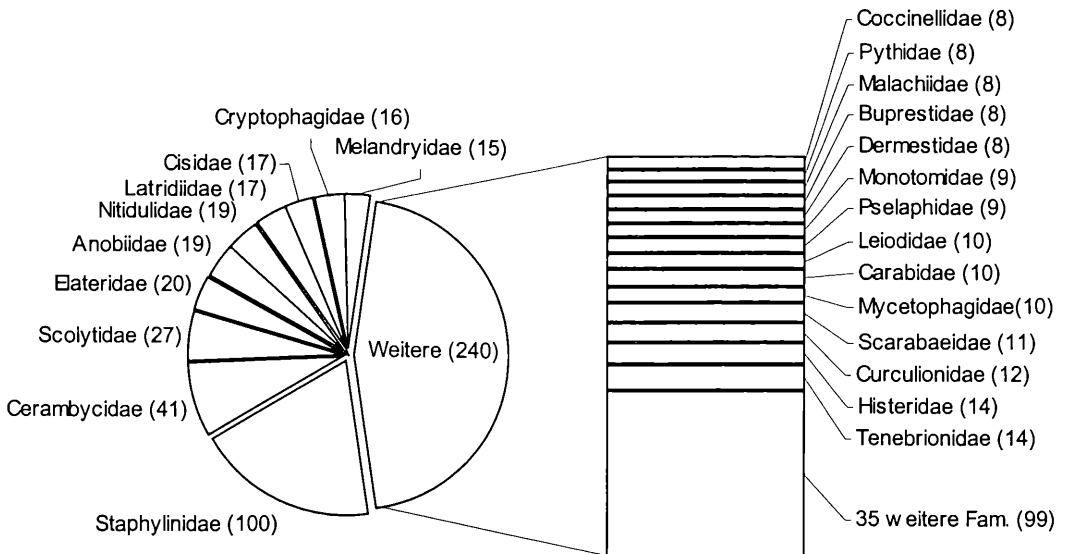 Coccinellidae (8)
Pythidae (8)
Malachiidae (8)
Buprestidae (8)
Dermestidae (8)
Monotomidae (9)
Pselaphidae (9)
Leiodidae (10)
Carabidae (10)
Mycetophagidae(10)
Scarabaeidae (11)
Curculionidae (12)
Histeridae (14)
Tenebrionidae (14)
35 weitere Fam. (99)
Cryptophagidae (16)
Melandryidae (15)
Cisidae (17)
Latridiidae (17)
Nitidulidae (19)
Anobiidae (19)
Elateridae (20)
Scolytidae (27)
Weitere (240)
Cerambycidae (41)
Staphylinidae (100)